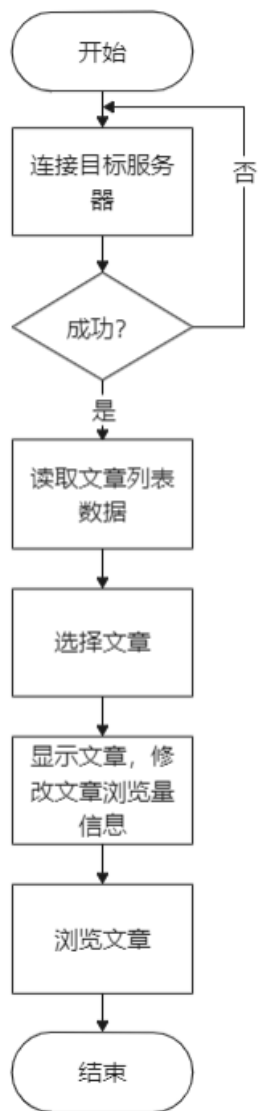 开始
连接目标服务
器
否
成功?
是
读取文章列表
数据
选择文章
显示文章，修
改文章浏览量
信息
浏览文章
结束